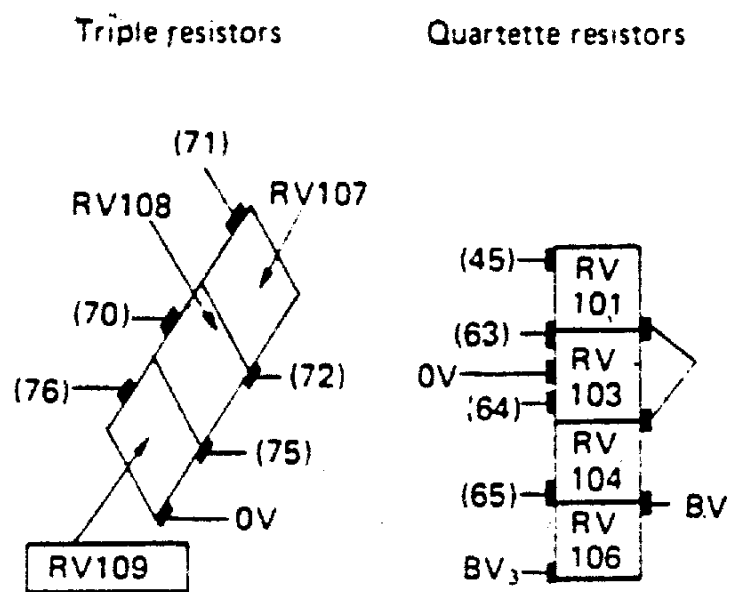 Triple resistors
Quartette resistors
(71)
RV108
RV107
(70)
(76)
(72)
(75)
0V
RV109
(45)
RV
101
(63)
0V
RV
103
(64)
RV
104
(65)
BV
RV
106
BV₃